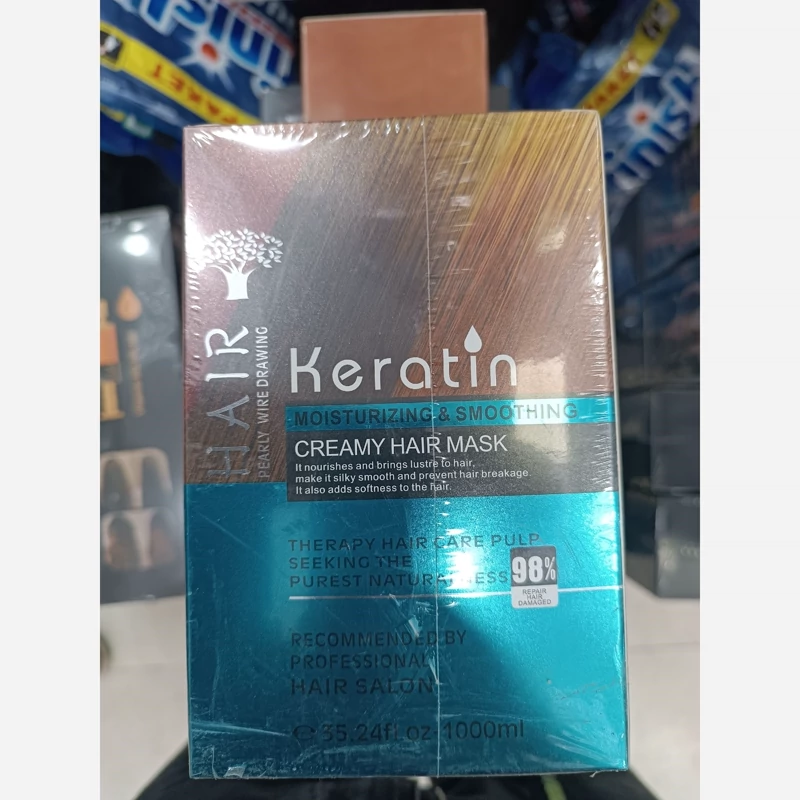 HAIR
PEARLY WIREDRAWING
Keratin
MOISTURIZING & SMOOTHING
CREAMY HAIR MASK
It nourishes and brings lustre to hair,
make it silky smooth and prevent hair breakage.
It also adds softness to the hair.
THERAPY HAIR CARE PULP
SEEKING THE
PUREST NATURALNESS
98%
REPAIR
HAIR
DAMAGED
RECOMMENDED BY
PROFESSIONAL
HAIR SALON
35.24fl oz 1000ml